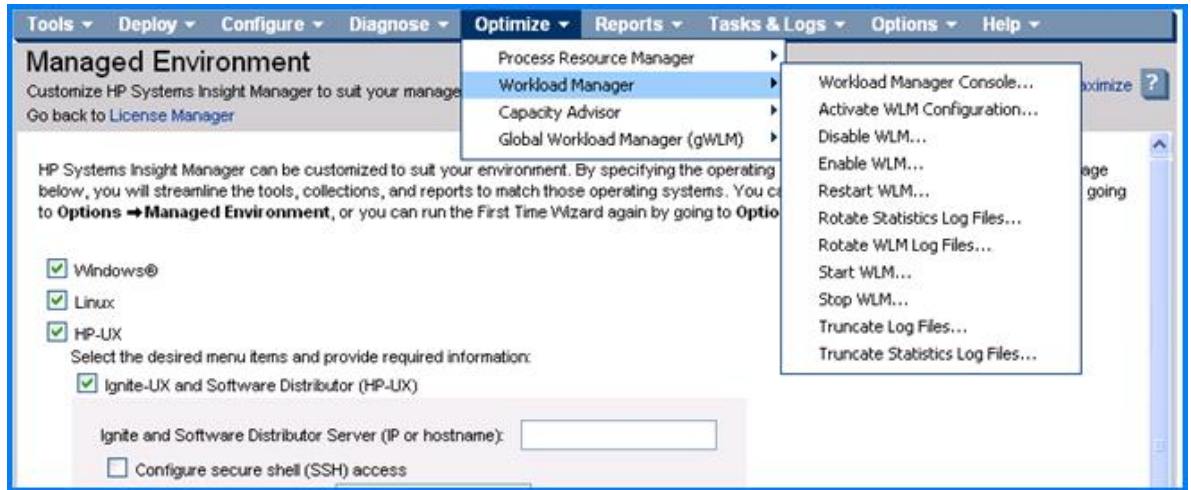 Tools Deploy Configure Diagnose Optimize Reports Tasks & Logs Options Help
Managed Environment
Customize HP Systems Insight Manager to suit your manage
Go back to License Manager
aximize ?
Process Resource Manager
Workload Manager
Capacity Advisor
Global Workload Manager (gWLM)
Workload Manager Console...
Activate WLM Configuration...
Disable WLM...
Enable WLM...
Restart WLM...
Rotate Statistics Log Files...
Rotate WLM Log Files...
Start WLM...
Stop WLM...
Truncate Log Files...
Truncate Statistics Log Files...
HP Systems Insight Manager can be customized to suit your environment. By specifying the operating age
below, you will streamline the tools, collections, and reports to match those operating systems. You ca going
to Options ➔Managed Environment, or you can run the First Time Wizard again by going to Optio
Windows®
Linux
HP-UX
Select the desired menu items and provide required information:
Ignite-UX and Software Distributor (HP-UX)
Ignite and Software Distributor Server (IP or hostname):
Configure secure shell (SSH) access